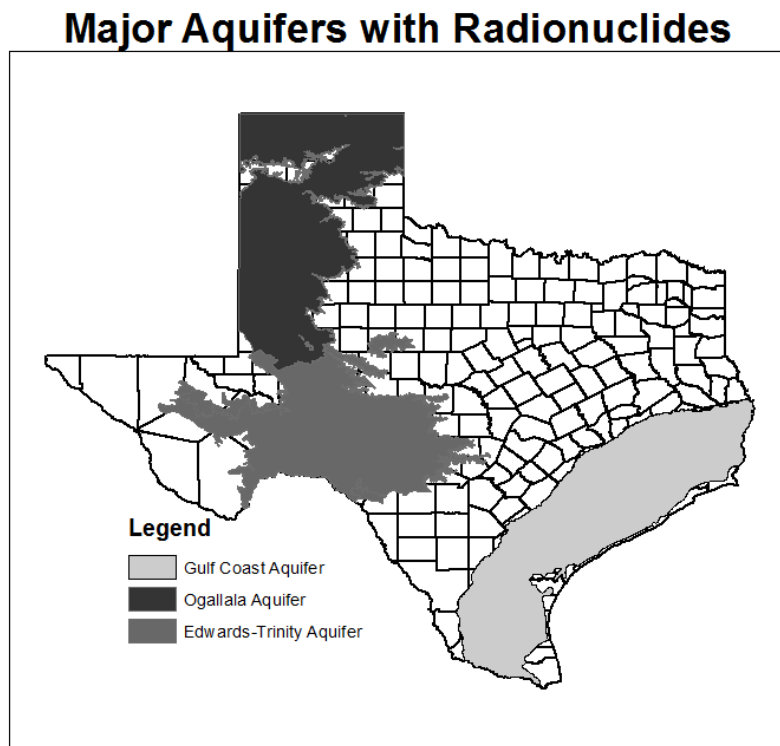 Major Aquifers with Radionuclides
Legend
Gulf Coast Aquifer
Ogallala Aquifer
Edwards-Trinity Aquifer